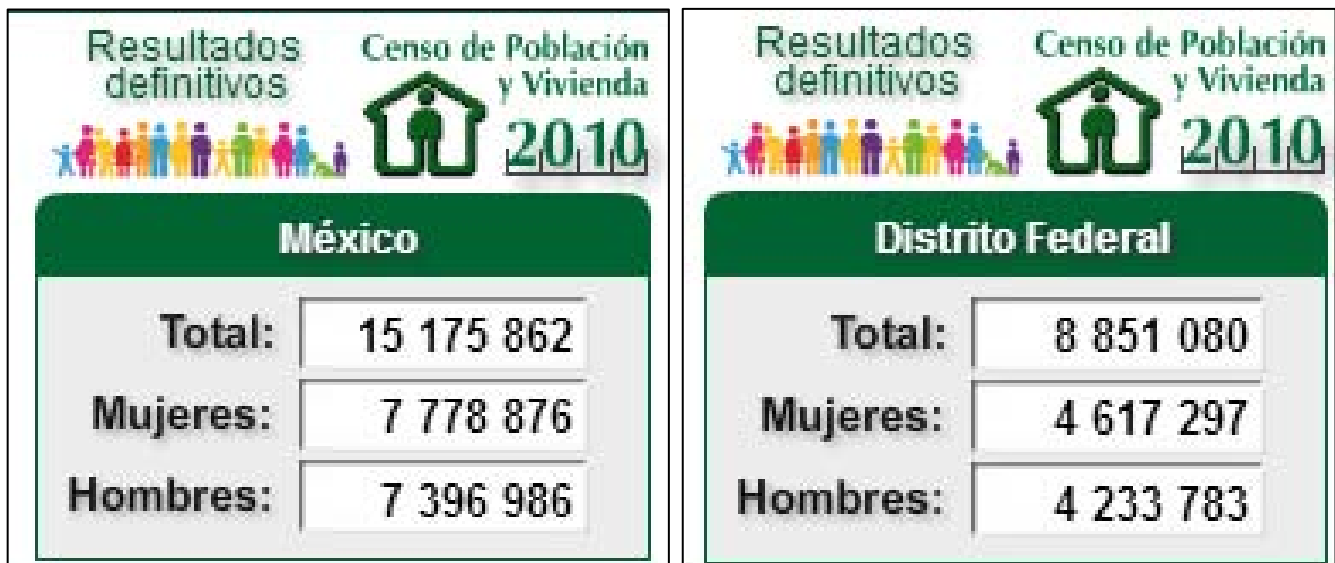 Resultados
definitivos
Censo de Población
y Vivienda
2010
México
Total: 15 175 862
Mujeres: 7 778 876
Hombres: 7 396 986
Resultados
definitivos
Censo de Población
y Vivienda
2010
Distrito Federal
Total: 8 851 080
Mujeres: 4 617 297
Hombres: 4 233 783